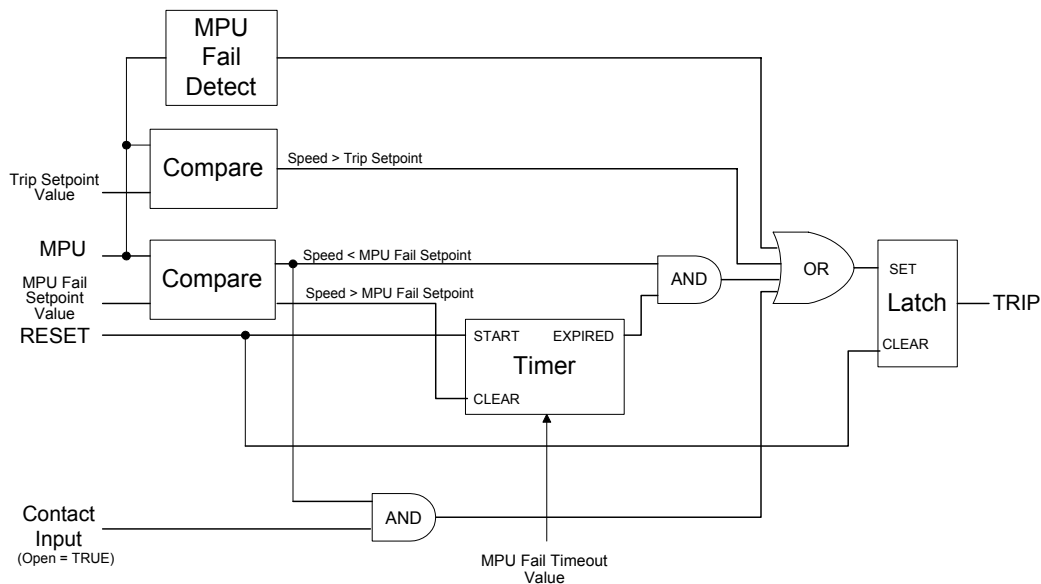 MPU
Fail
Detect
Compare
Speed > Trip Setpoint
Trip Setpoint
Value
MPU
Compare
Speed < MPU Fail Setpoint
MPU Fail
Setpoint
Value
Speed > MPU Fail Setpoint
AND
OR
SET
Latch
CLEAR
TRIP
RESET
START
EXPIRED
Timer
CLEAR
Contact
Input
(Open = TRUE)
AND
MPU Fail Timeout
Value